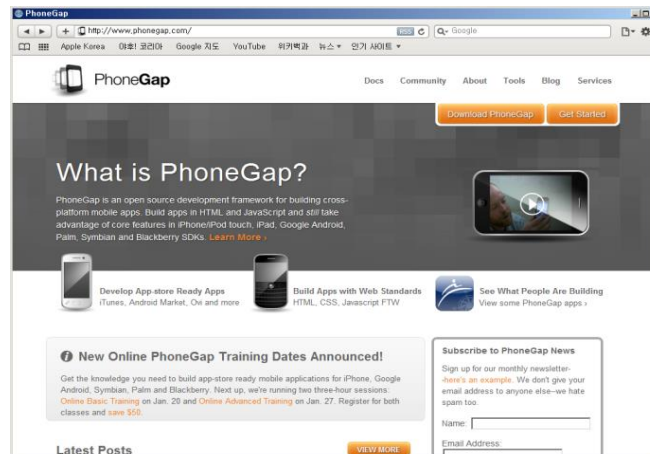 PhoneGap
http://www.phonegap.com/
RSS
Google
Apple Korea 야후! 코리아 Google 지도 YouTube 위키백과 뉴스 인기 사이트
PhoneGap
Docs Community About Tools Blog Services
Download PhoneGap Get Started
What is PhoneGap?
PhoneGap is an open source development framework for building cross-
platform mobile apps. Build apps in HTML and JavaScript and still take
advantage of core features in iPhone/iPod touch, iPad, Google Android,
Palm, Symbian and Blackberry SDKs. Learn More ›
Develop App-store Ready Apps
iTunes, Android Market, Ovi and more
Build Apps with Web Standards
HTML, CSS, Javascript FTW
See What People Are Building
View some PhoneGap apps ›
New Online PhoneGap Training Dates Announced!
Get the knowledge you need to build app-store ready mobile applications for iPhone, Google
Android, Symbian, Palm and Blackberry. Next up, we're running two three-hour sessions:
Online Basic Training on Jan. 20 and Online Advanced Training on Jan. 27. Register for both
classes and save $50.
Latest Posts
VIEW MORE
Subscribe to PhoneGap News
Sign up for our monthly newsletter-
-here's an example. We don't give your
email address to anyone else–we hate
spam too.
Name:
Email Address: